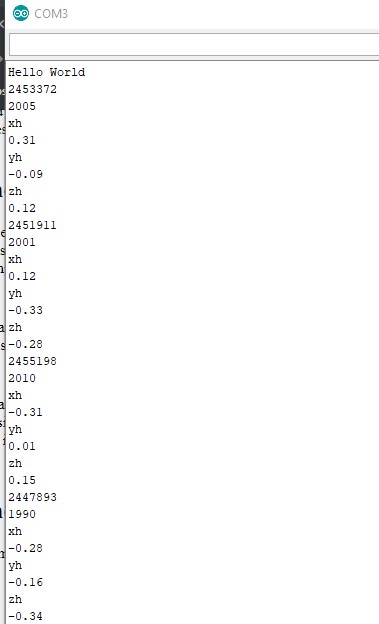 COM3
Hello World
2453372
2005
xh
0.31
yh
-0.09
zh
0.12
2451911
2001
xh
0.12
yh
-0.33
zh
-0.28
2455198
2010
xh
-0.31
yh
0.01
zh
0.15
2447893
1990
xh
-0.28
yh
-0.16
zh
-0.34